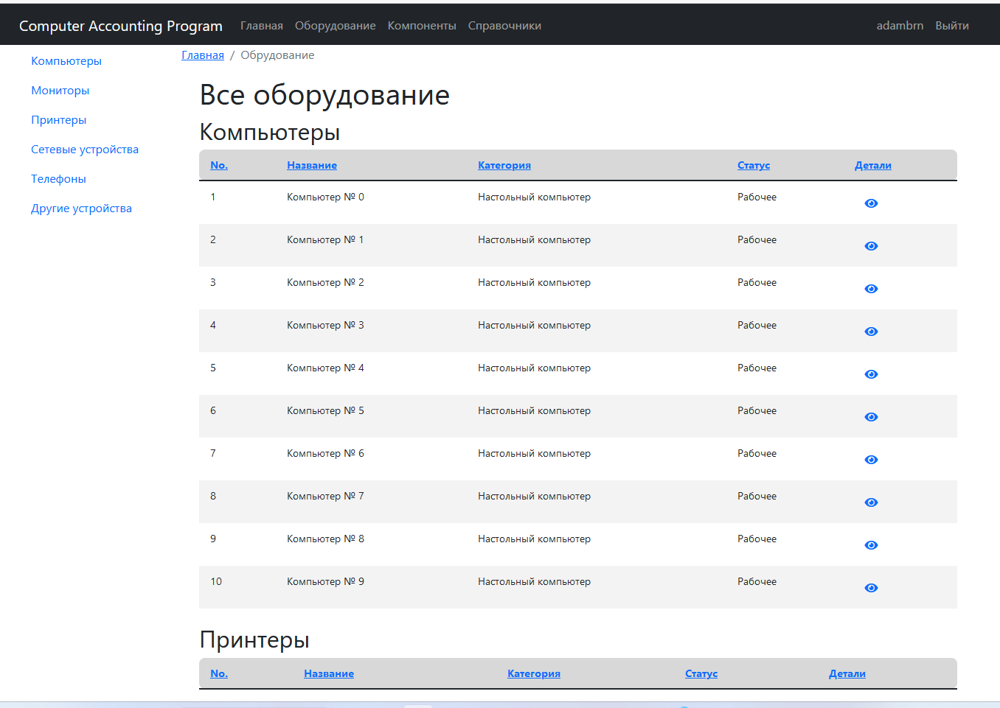 Computer Accounting Program Главная Оборудование Компоненты Справочники adambrn Выйти
Компьютеры
Мониторы
Принтеры
Сетевые устройства
Телефоны
Другие устройства
Главная / Обрудование
Все оборудование
Компьютеры
No. Название Категория Статус Детали
1 Компьютер № 0 Настольный компьютер Рабочее
2 Компьютер № 1 Настольный компьютер Рабочее
3 Компьютер № 2 Настольный компьютер Рабочее
4 Компьютер № 3 Настольный компьютер Рабочее
5 Компьютер № 4 Настольный компьютер Рабочее
6 Компьютер № 5 Настольный компьютер Рабочее
7 Компьютер № 6 Настольный компьютер Рабочее
8 Компьютер № 7 Настольный компьютер Рабочее
9 Компьютер № 8 Настольный компьютер Рабочее
10 Компьютер № 9 Настольный компьютер Рабочее
Принтеры
No. Название Категория Статус Детали